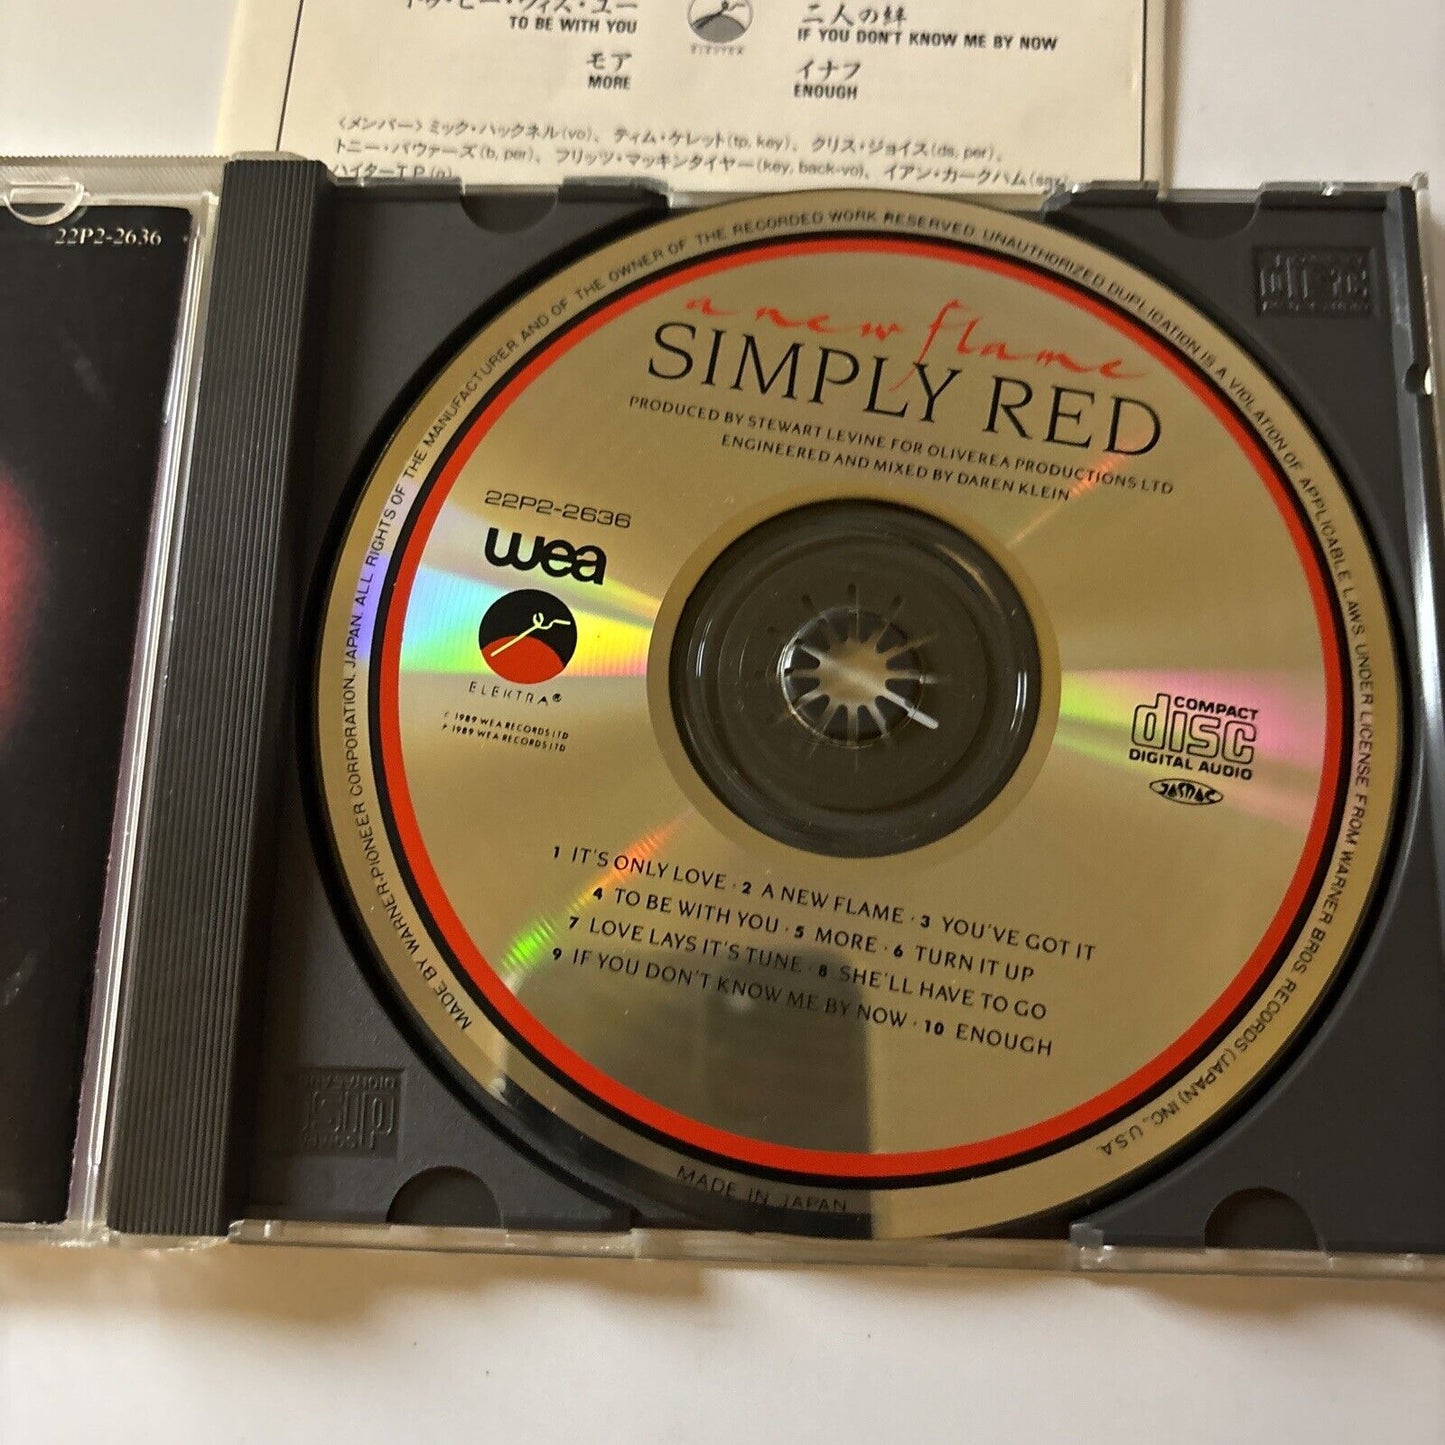 トゥ・ビー・ウィズ・ユー
TO BE WITH YOU
モア
MORE
二人の絆
IF YOU DON'T KNOW ME BY NOW
イナフ
ENOUGH
〈メンバー〉ミック・ハックネル(vo)、ティム・ケレット(tp, key)、クリス・ジョイス(ds, per)、
トニー・バウァーズ(b, per)、フリッツ・マッキンタイヤー(key, back-vo)、イアン・カークハム(sax)
ハイターT.P.(g)
22P2-2636
MADE BY WARNER-PIONEER CORPORATION, JAPAN. ALL RIGHTS OF THE MANUFACTURER AND OF THE OWNER OF THE RECORDED WORK RESERVED. UNAUTHORIZED DUPLICATION IS A VIOLATION OF APPLICABLE LAWS. UNDER LICENSE FROM WARNER BROS. RECORDS (JAPAN) INC., U.S.A.
a new flame
SIMPLY RED
PRODUCED BY STEWART LEVINE FOR OLIVEREA PRODUCTIONS LTD
ENGINEERED AND MIXED BY DAREN KLEIN
22P2-2636
wea
ELEKTRA®
© 1989 WEA RECORDS LTD
℗ 1989 WEA RECORDS LTD
COMPACT
disc
DIGITAL AUDIO
JASRAC
1 IT'S ONLY LOVE · 2 A NEW FLAME · 3 YOU'VE GOT IT
4 TO BE WITH YOU · 5 MORE · 6 TURN IT UP
7 LOVE LAYS IT'S TUNE · 8 SHE'LL HAVE TO GO
9 IF YOU DON'T KNOW ME BY NOW · 10 ENOUGH
MADE IN JAPAN
COMPACT
disc